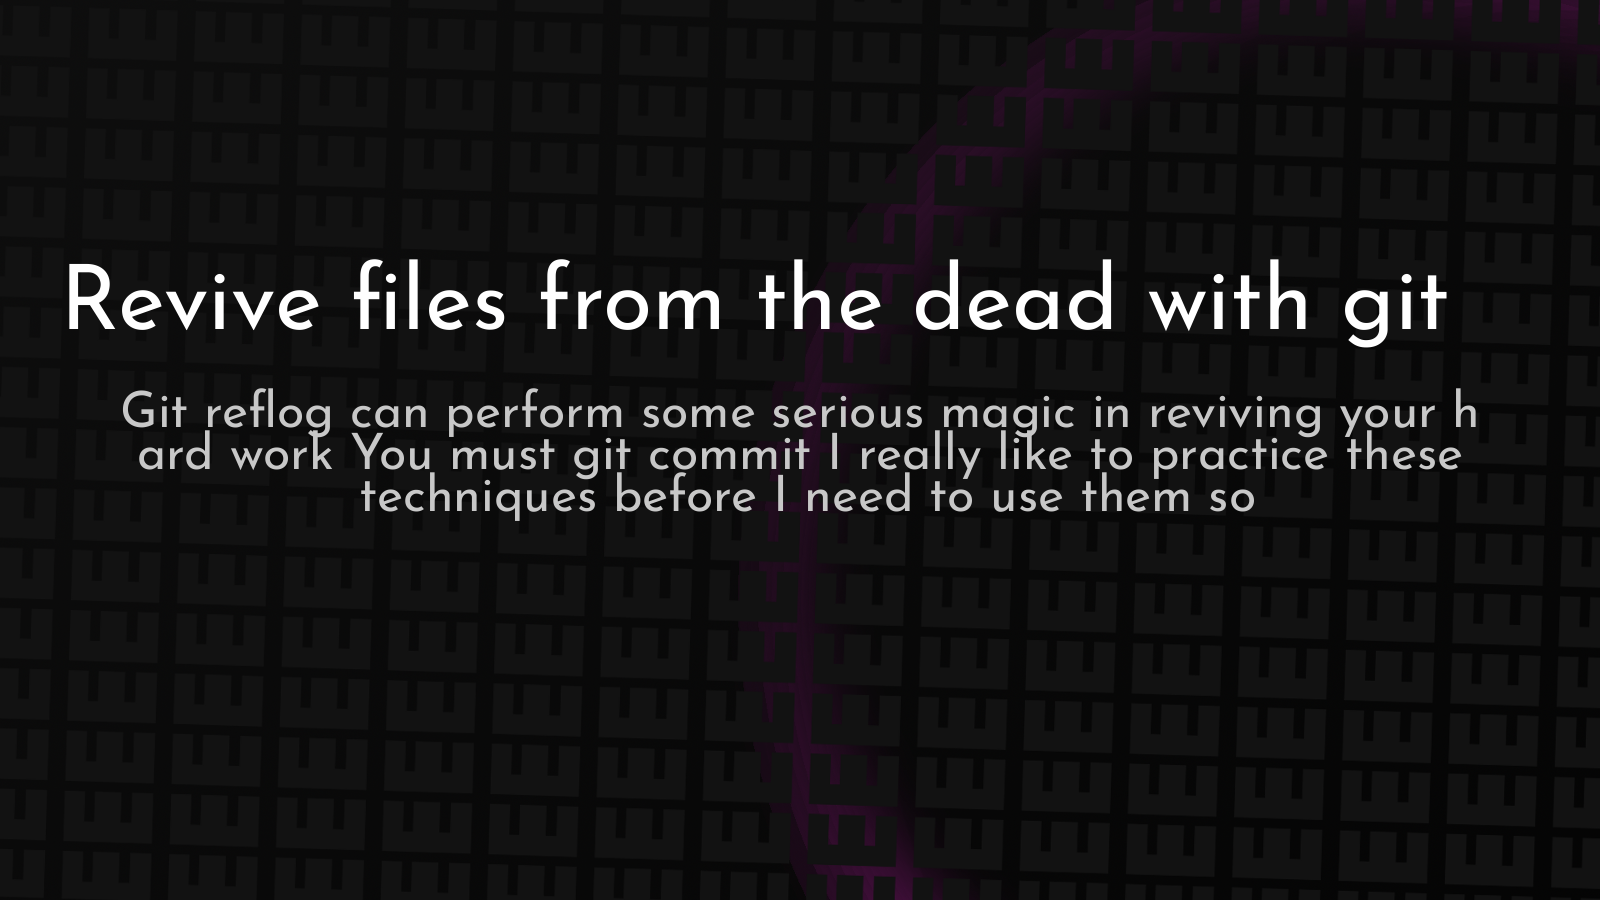 Revive files from the dead with git
Git reflog can perform some serious magic in reviving your h
ard work You must git commit I really like to practice these
techniques before I need to use them so